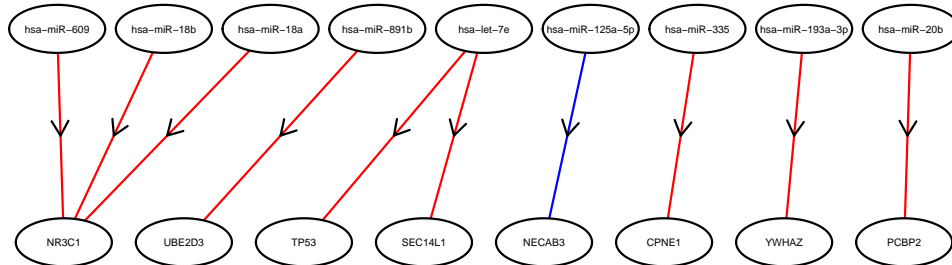 hsa−miR−609 hsa−miR−18b hsa−miR−18a hsa−miR−891b hsa−let−7e hsa−miR−125a−5p hsa−miR−335 hsa−miR−193a−3p hsa−miR−20b
NR3C1 UBE2D3 TP53 SEC14L1 NECAB3 CPNE1 YWHAZ PCBP2